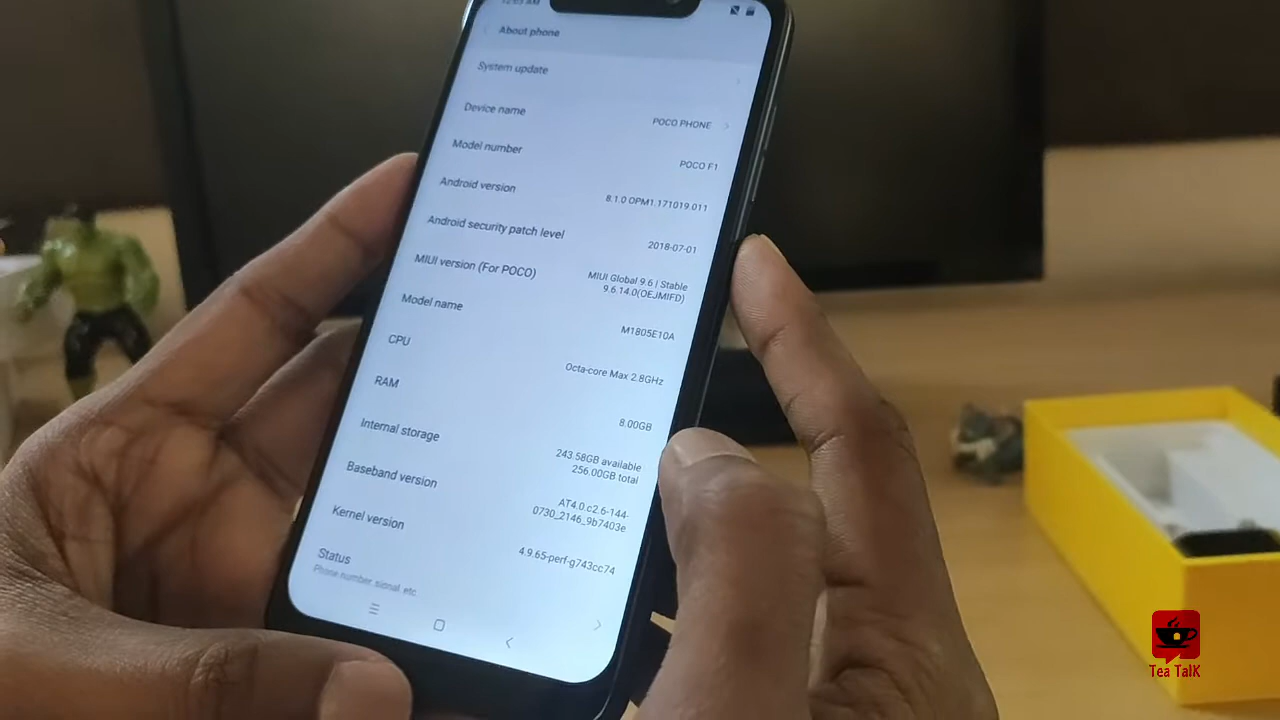 12:03 AM
About phone
System update
Device name
POCO PHONE
Model number
POCO F1
Android version
8.1.0 OPM1.171019.011
Android security patch level
2018-07-01
MIUI version (For POCO)
MIUI Global 9.6 | Stable
9.6.14.0(OEJMIFD)
Model name
M1805E10A
CPU
Octa-core Max 2.8GHz
RAM
8.00GB
Internal storage
243.58GB available
256.00GB total
Baseband version
AT4.0.c2.6-144-
0730_2146_9b7403e
Kernel version
4.9.65-perf-g743cc74
Status
Phone number, signal, etc.
Tea TalK